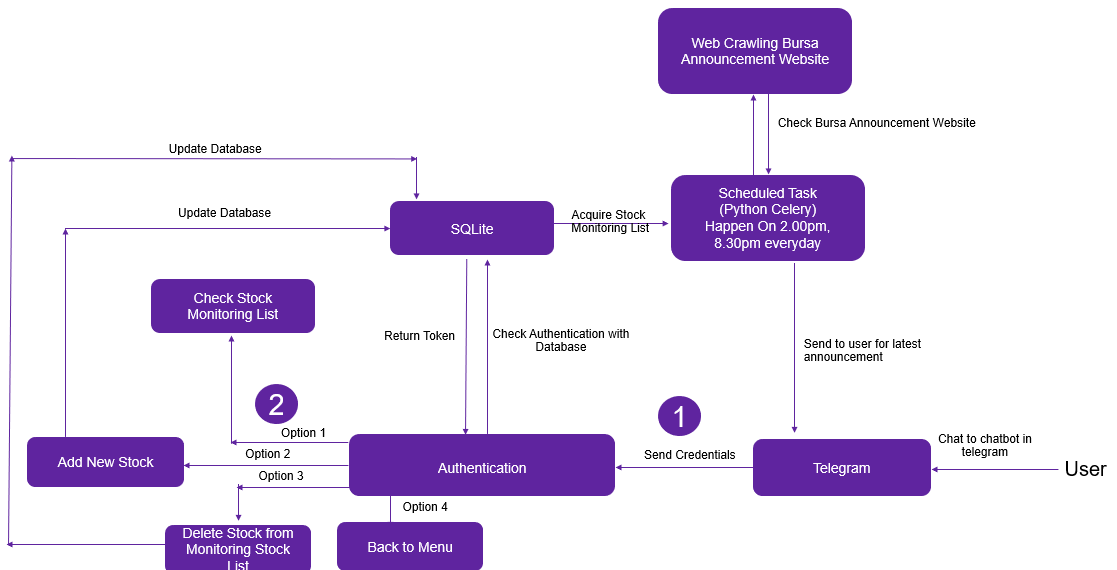 Web Crawling Bursa
Announcement Website
Check Bursa Announcement Website
Update Database
Update Database
SQLite
Acquire Stock
Monitoring List
Scheduled Task
(Python Celery)
Happen On 2.00pm,
8.30pm everyday
Check Stock
Monitoring List
Return Token
Check Authentication with
Database
Send to user for latest
announcement
2
1
Option 1
Option 2
Option 3
Option 4
Add New Stock
Authentication
Send Credentials
Telegram
Chat to chatbot in
telegram
User
Delete Stock from
Monitoring Stock
List
Back to Menu